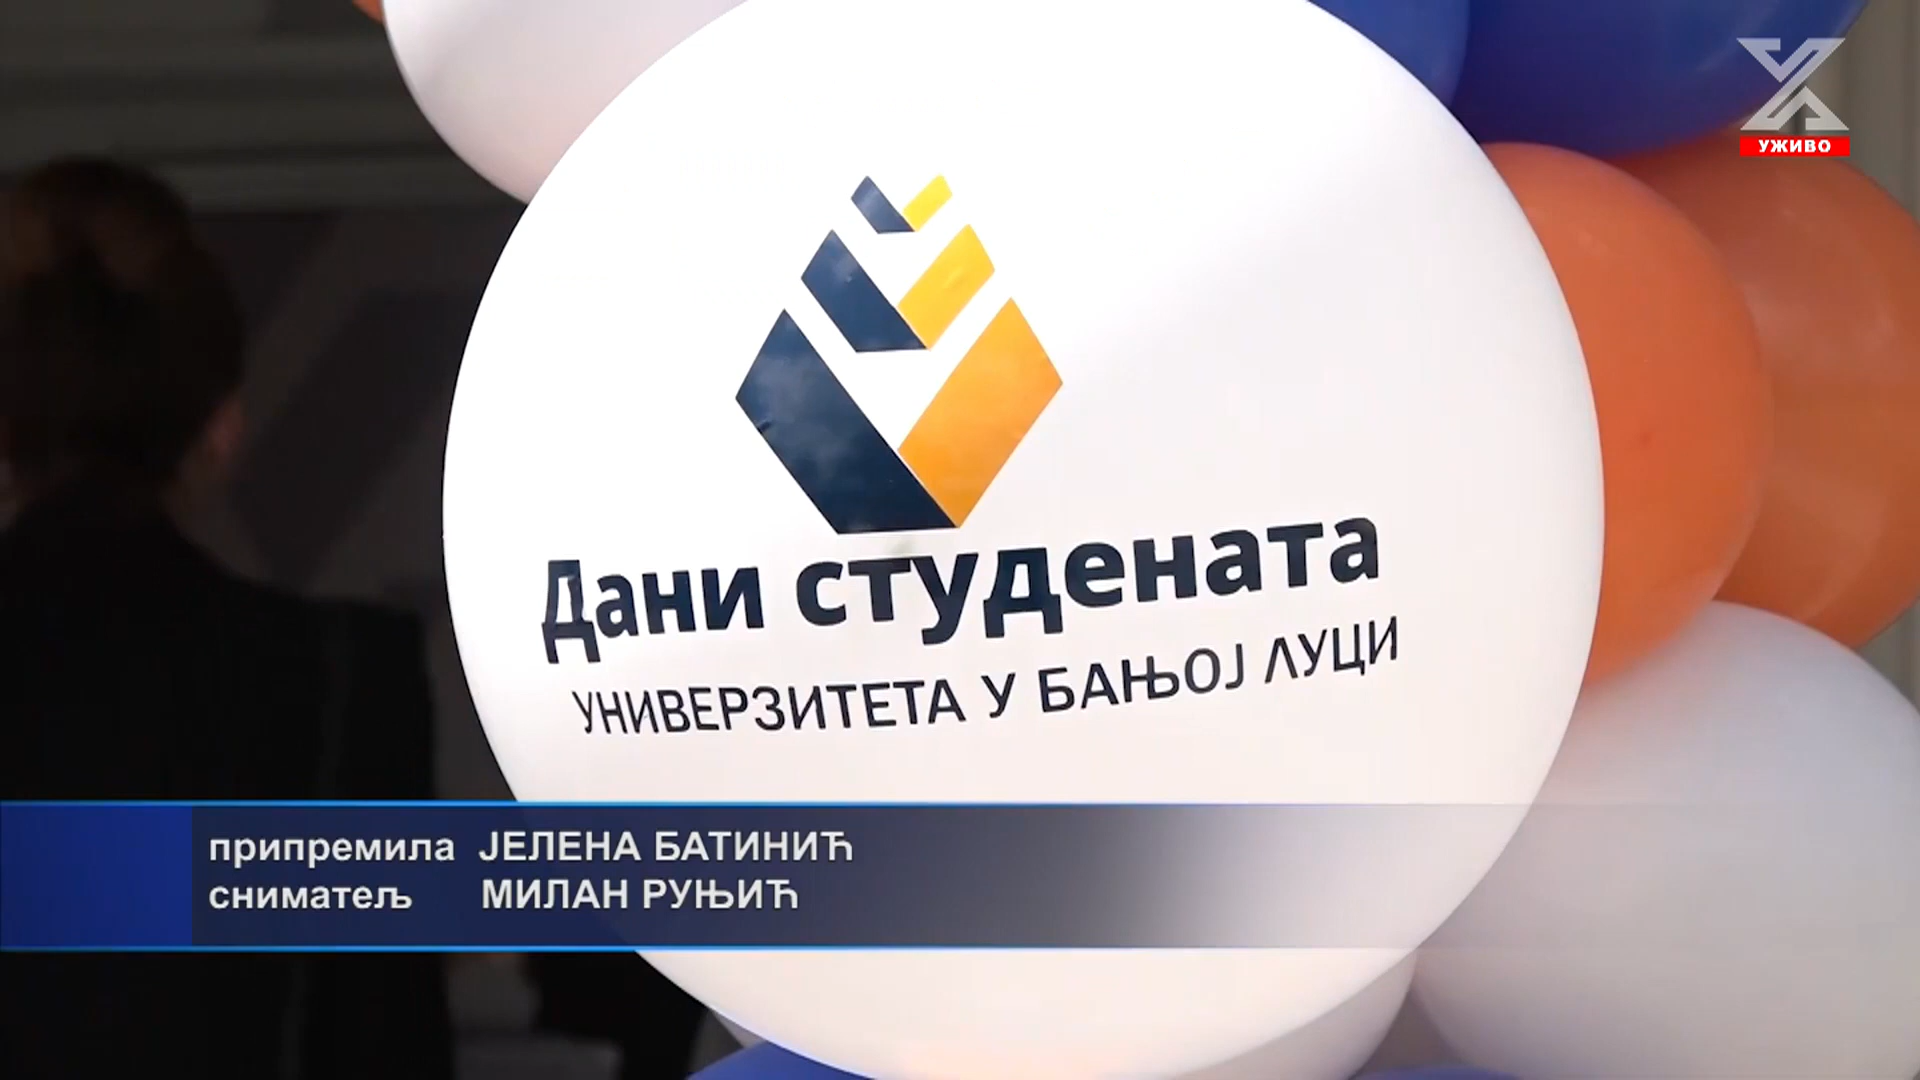 УЖИВО
Дани студената
УНИВЕРЗИТЕТА У БАЊОЈ ЛУЦИ
припремила ЈЕЛЕНА БАТИНИЋ
сниматељ МИЛАН РУЊИЋ